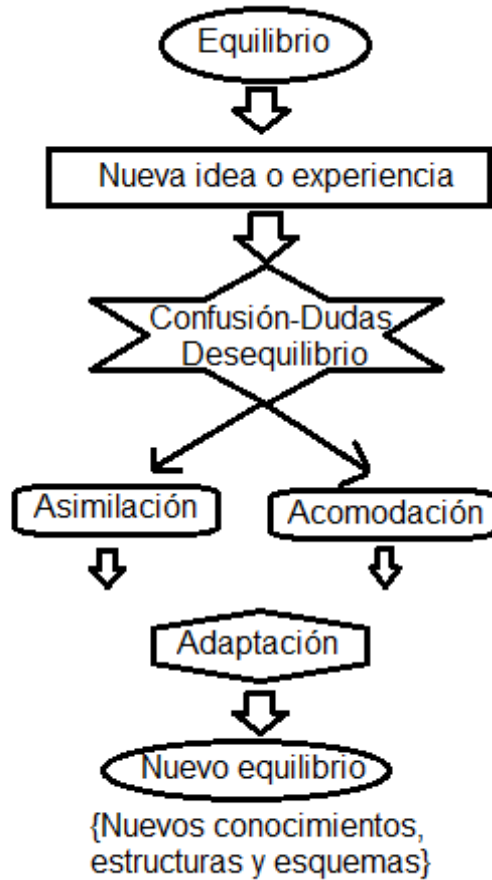 Equilibrio
Nueva idea o experiencia
Confusión-Dudas
Desequilibrio
Asimilación
Acomodación
Adaptación
Nuevo equilibrio
{Nuevos conocimientos,
estructuras y esquemas}